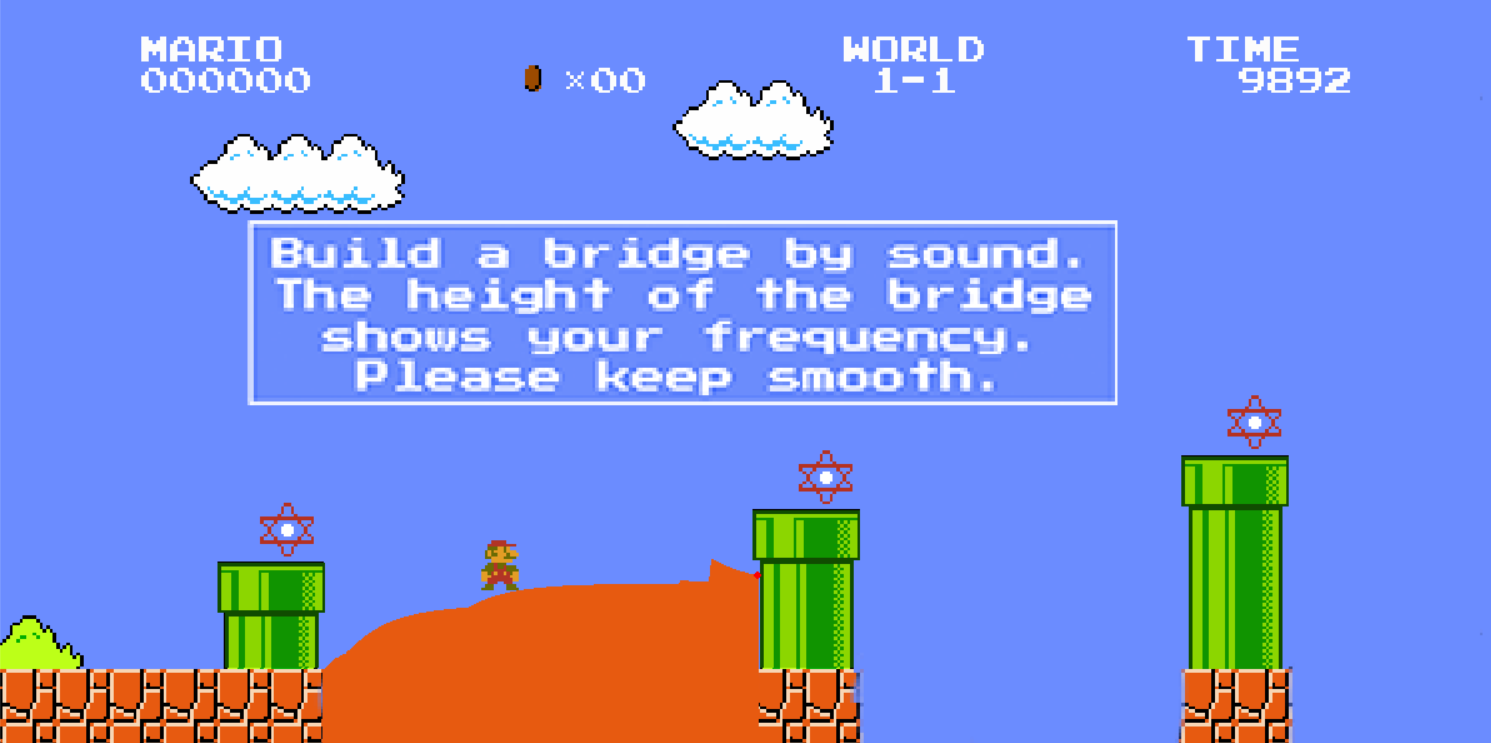 MARIO
000000
×00
WORLD
1-1
TIME
9892
Build a bridge by sound.
The height of the bridge
shows your frequency.
Please keep smooth.